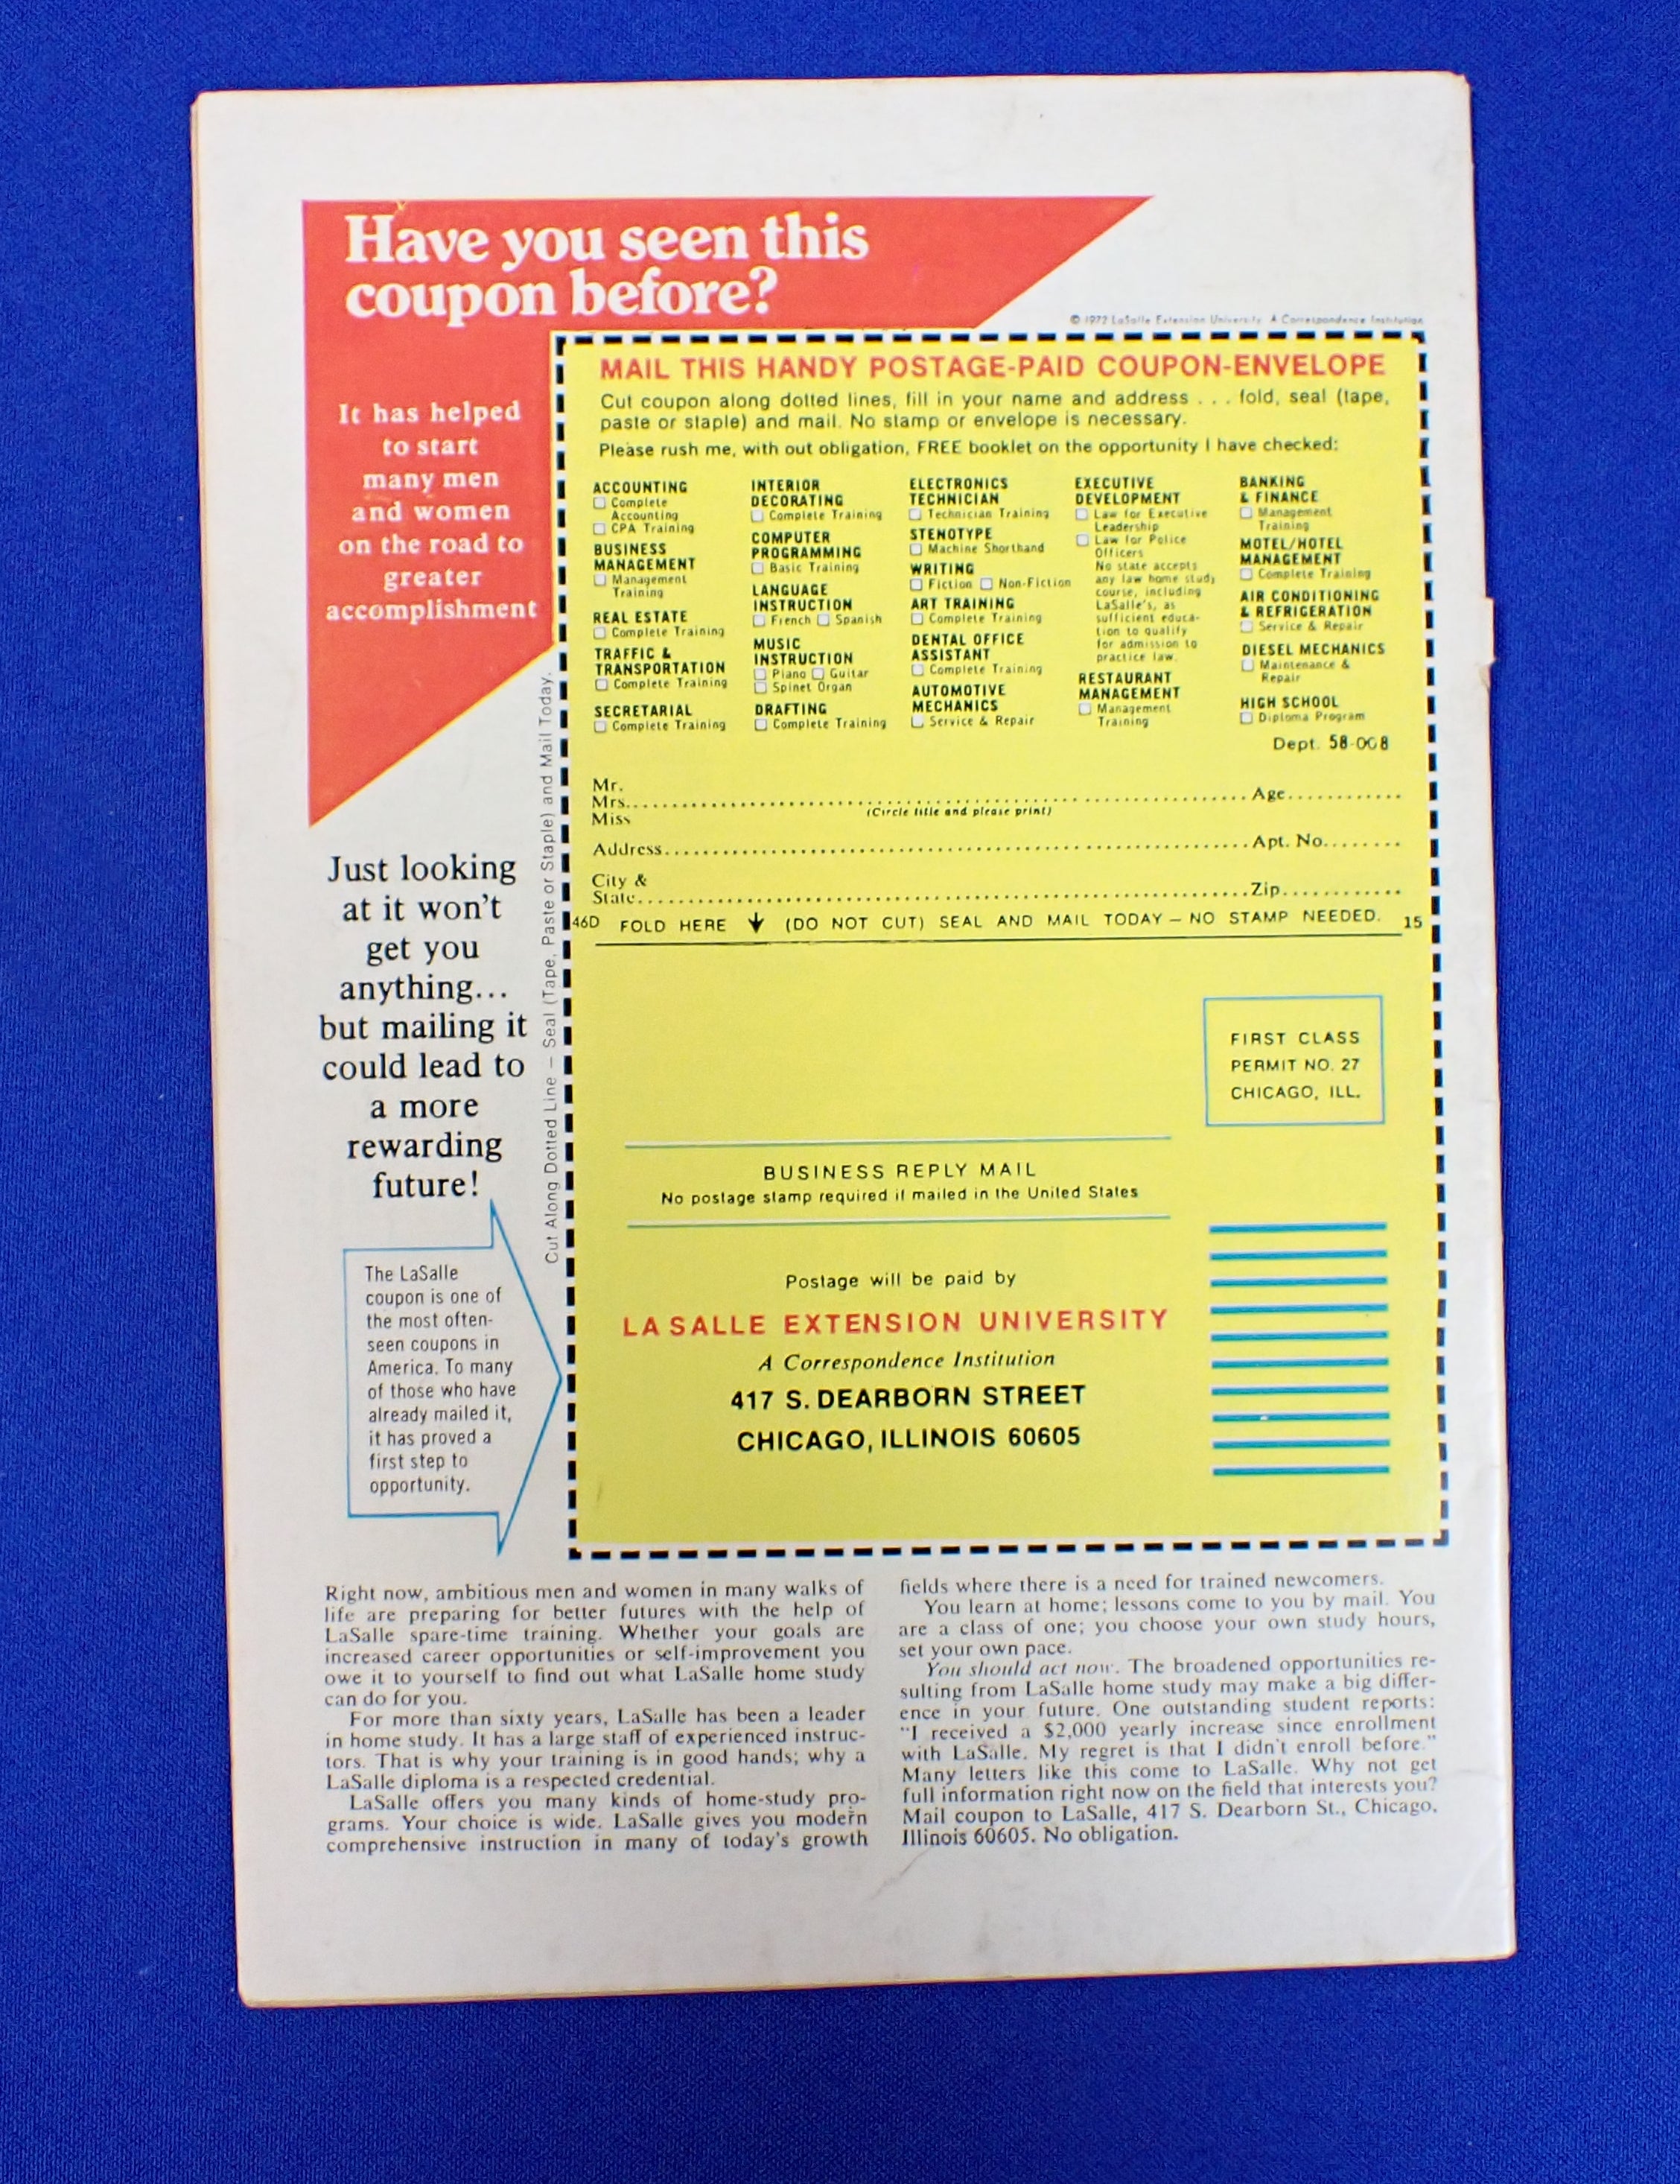 Have you seen this
coupon before?
© 1972 LaSalle Extension University A Correspondence Institution
It has helped
to start
many men
and women
on the road to
greater
accomplishment
Just looking
at it won't
get you
anything...
but mailing it
could lead to
a more
rewarding
future!
The LaSalle
coupon is one of
the most often-
seen coupons in
America. To many
of those who have
already mailed it,
it has proved a
first step to
opportunity.
Cut Along Dotted Line – Seal (Tape, Paste or Staple) and Mail Today.
MAIL THIS HANDY POSTAGE-PAID COUPON-ENVELOPE
Cut coupon along dotted lines, fill in your name and address . . . fold, seal (tape,
paste or staple) and mail. No stamp or envelope is necessary.
Please rush me, with out obligation, FREE booklet on the opportunity I have checked:
ACCOUNTING
Complete
Accounting
CPA Training
BUSINESS
MANAGEMENT
Management
Training
REAL ESTATE
Complete Training
TRAFFIC &
TRANSPORTATION
Complete Training
SECRETARIAL
Complete Training
INTERIOR
DECORATING
Complete Training
COMPUTER
PROGRAMMING
Basic Training
LANGUAGE
INSTRUCTION
French Spanish
MUSIC
INSTRUCTION
Piano Guitar
Spinet Organ
DRAFTING
Complete Training
ELECTRONICS
TECHNICIAN
Technician Training
STENOTYPE
Machine Shorthand
WRITING
Fiction Non-Fiction
ART TRAINING
Complete Training
DENTAL OFFICE
ASSISTANT
Complete Training
AUTOMOTIVE
MECHANICS
Service & Repair
EXECUTIVE
DEVELOPMENT
Law for Executive
Leadership
Law for Police
Officers
No state accepts
any law home study
course, including
LaSalle's, as
sufficient educa-
tion to qualify
for admission to
practice law.
RESTAURANT
MANAGEMENT
Management
Training
BANKING
& FINANCE
Management
Training
MOTEL/HOTEL
MANAGEMENT
Complete Training
AIR CONDITIONING
& REFRIGERATION
Service & Repair
DIESEL MECHANICS
Maintenance &
Repair
HIGH SCHOOL
Diploma Program
Dept. 58-008
Mr.
Mrs. Age
(Circle title and please print)
Miss
Address Apt. No.
City &
State Zip
46D FOLD HERE (DO NOT CUT) SEAL AND MAIL TODAY – NO STAMP NEEDED. 15
FIRST CLASS
PERMIT NO. 27
CHICAGO, ILL.
BUSINESS REPLY MAIL
No postage stamp required if mailed in the United States
Postage will be paid by
LA SALLE EXTENSION UNIVERSITY
A Correspondence Institution
417 S. DEARBORN STREET
CHICAGO, ILLINOIS 60605
Right now, ambitious men and women in many walks of
life are preparing for better futures with the help of
LaSalle spare-time training. Whether your goals are
increased career opportunities or self-improvement you
owe it to yourself to find out what LaSalle home study
can do for you.
For more than sixty years, LaSalle has been a leader
in home study. It has a large staff of experienced instruc-
tors. That is why your training is in good hands; why a
LaSalle diploma is a respected credential.
LaSalle offers you many kinds of home-study pro-
grams. Your choice is wide. LaSalle gives you modern
comprehensive instruction in many of today's growth
fields where there is a need for trained newcomers.
You learn at home; lessons come to you by mail. You
are a class of one; you choose your own study hours,
set your own pace.
You should act now. The broadened opportunities re-
sulting from LaSalle home study may make a big differ-
ence in your future. One outstanding student reports:
"I received a $2,000 yearly increase since enrollment
with LaSalle. My regret is that I didn't enroll before."
Many letters like this come to LaSalle. Why not get
full information right now on the field that interests you?
Mail coupon to LaSalle, 417 S. Dearborn St., Chicago,
Illinois 60605. No obligation.